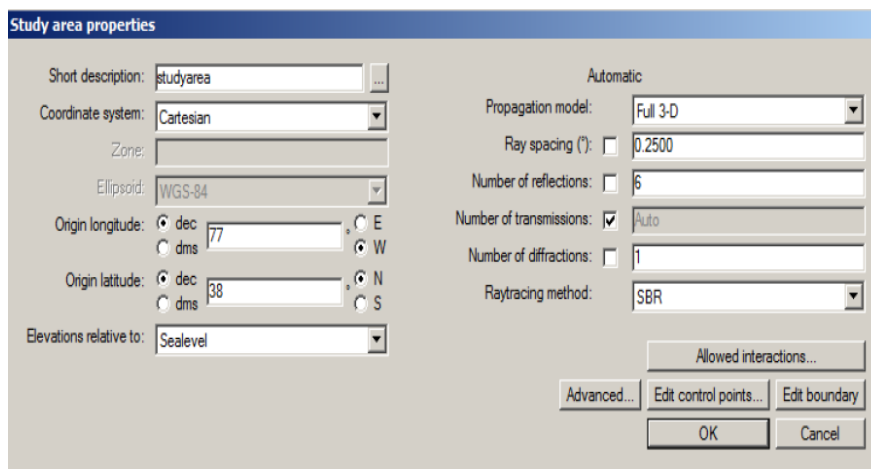 Study area properties
Short description: studyarea ...
Coordinate system: Cartesian
Zone:
Ellipsoid: WGS-84
Origin longitude: dec 77 ° E
dms W
Origin latitude: dec 38 ° N
dms S
Elevations relative to: Sealevel
Automatic
Propagation model: Full 3-D
Ray spacing (°): 0.2500
Number of reflections: 6
Number of transmissions: Auto
Number of diffractions: 1
Raytracing method: SBR
Allowed interactions...
Advanced... Edit control points... Edit boundary
OK Cancel